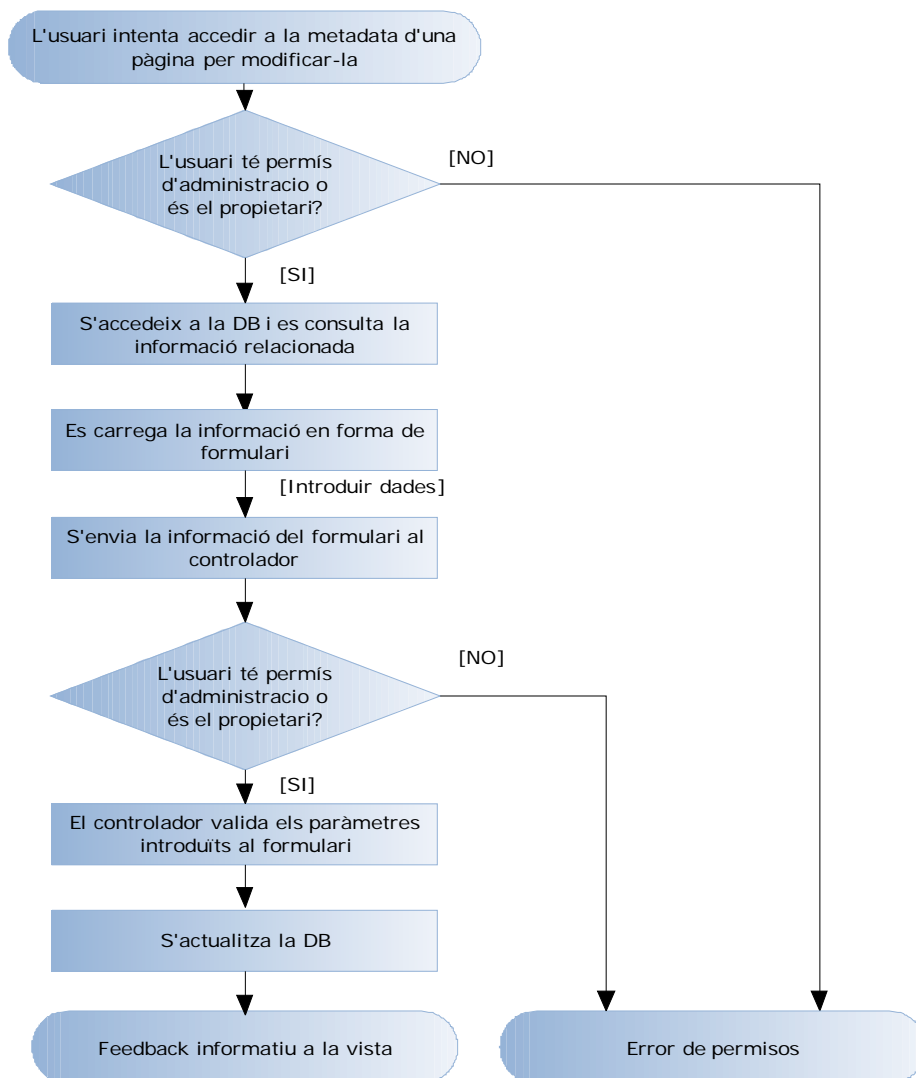 L'usuari intenta accedir a la metadata d'una
pàgina per modificar-la
L'usuari té permís
d'administracio o
és el propietari?
[NO]
[SI]
S'accedeix a la DB i es consulta la
informació relacionada
Es carrega la informació en forma de
formulari
[Introduir dades]
S'envia la informació del formulari al
controlador
L'usuari té permís
d'administracio o
és el propietari?
[NO]
[SI]
El controlador valida els paràmetres
introduïts al formulari
S'actualitza la DB
Feedback informatiu a la vista
Error de permisos